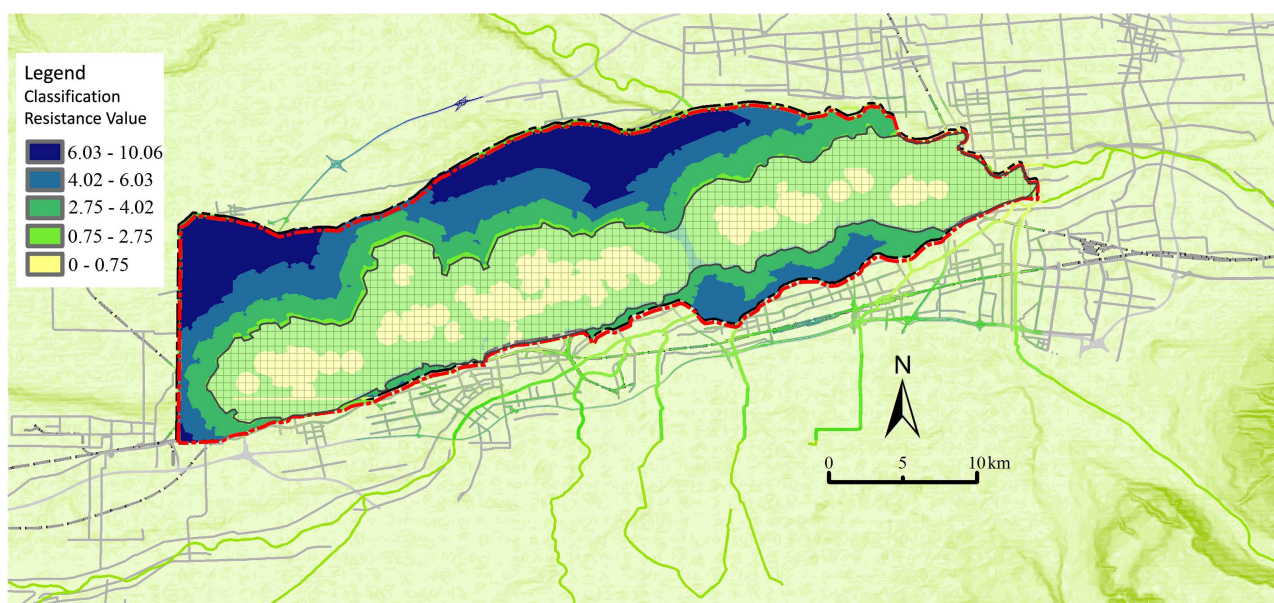 Legend
Classification
Resistance Value
6.03 - 10.06
4.02 - 6.03
2.75 - 4.02
0.75 - 2.75
0 - 0.75
N
0 5 10 km